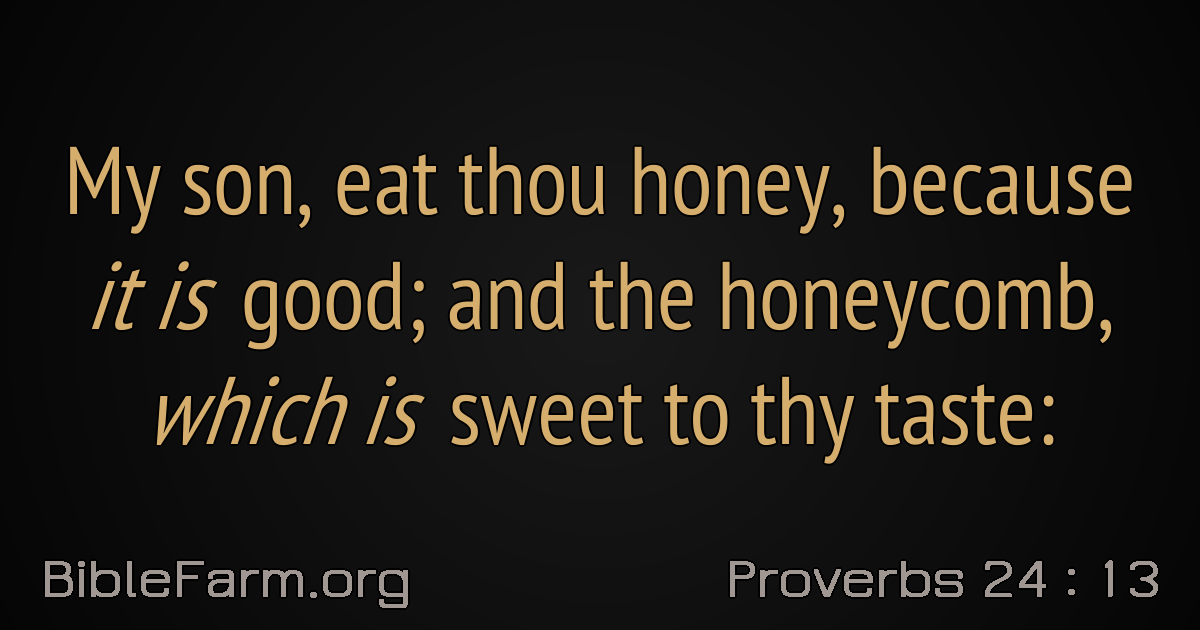 My son, eat thou honey, because
it is good; and the honeycomb,
which is sweet to thy taste:
BibleFarm.org
Proverbs 24 : 13